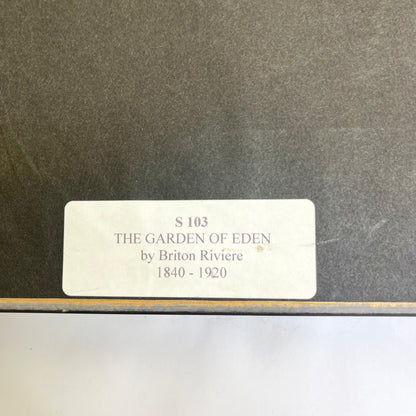 S 103
THE GARDEN OF EDEN
by Briton Riviere
1840 - 1920